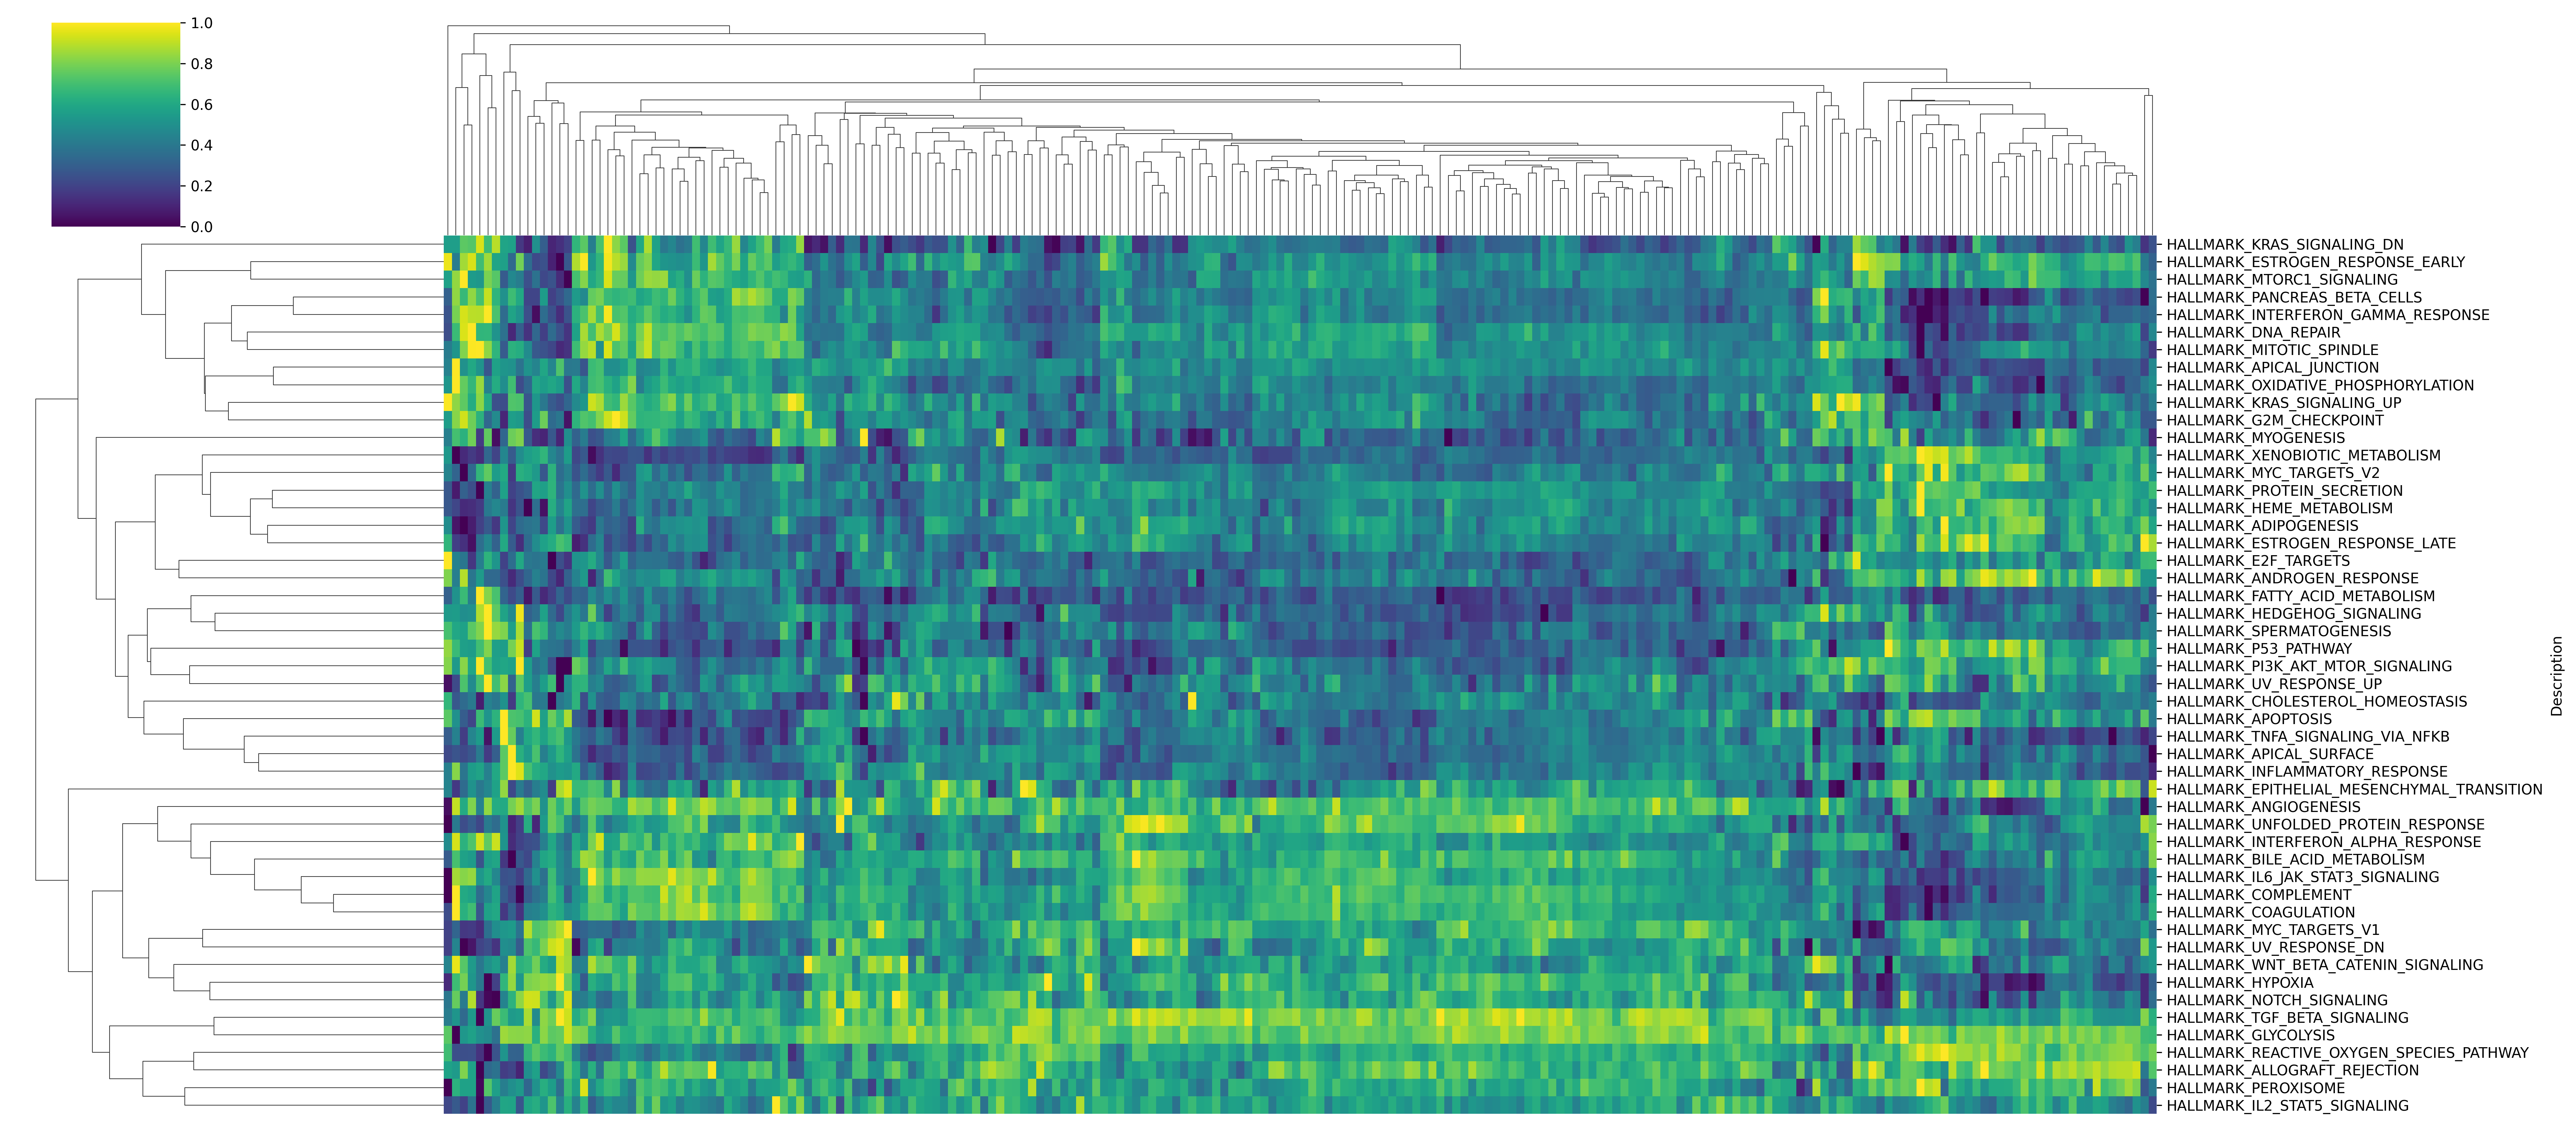 1.0
0.8
0.6
0.4
0.2
0.0
HALLMARK_KRAS_SIGNALING_DN
HALLMARK_ESTROGEN_RESPONSE_EARLY
HALLMARK_MTORC1_SIGNALING
HALLMARK_PANCREAS_BETA_CELLS
HALLMARK_INTERFERON_GAMMA_RESPONSE
HALLMARK_DNA_REPAIR
HALLMARK_MITOTIC_SPINDLE
HALLMARK_APICAL_JUNCTION
HALLMARK_OXIDATIVE_PHOSPHORYLATION
HALLMARK_KRAS_SIGNALING_UP
HALLMARK_G2M_CHECKPOINT
HALLMARK_MYOGENESIS
HALLMARK_XENOBIOTIC_METABOLISM
HALLMARK_MYC_TARGETS_V2
HALLMARK_PROTEIN_SECRETION
HALLMARK_HEME_METABOLISM
HALLMARK_ADIPOGENESIS
HALLMARK_ESTROGEN_RESPONSE_LATE
HALLMARK_E2F_TARGETS
HALLMARK_ANDROGEN_RESPONSE
HALLMARK_FATTY_ACID_METABOLISM
HALLMARK_HEDGEHOG_SIGNALING
HALLMARK_SPERMATOGENESIS
HALLMARK_P53_PATHWAY
HALLMARK_PI3K_AKT_MTOR_SIGNALING
HALLMARK_UV_RESPONSE_UP
HALLMARK_CHOLESTEROL_HOMEOSTASIS
HALLMARK_APOPTOSIS
HALLMARK_TNFA_SIGNALING_VIA_NFKB
HALLMARK_APICAL_SURFACE
HALLMARK_INFLAMMATORY_RESPONSE
HALLMARK_EPITHELIAL_MESENCHYMAL_TRANSITION
HALLMARK_ANGIOGENESIS
HALLMARK_UNFOLDED_PROTEIN_RESPONSE
HALLMARK_INTERFERON_ALPHA_RESPONSE
HALLMARK_BILE_ACID_METABOLISM
HALLMARK_IL6_JAK_STAT3_SIGNALING
HALLMARK_COMPLEMENT
HALLMARK_COAGULATION
HALLMARK_MYC_TARGETS_V1
HALLMARK_UV_RESPONSE_DN
HALLMARK_WNT_BETA_CATENIN_SIGNALING
HALLMARK_HYPOXIA
HALLMARK_NOTCH_SIGNALING
HALLMARK_TGF_BETA_SIGNALING
HALLMARK_GLYCOLYSIS
HALLMARK_REACTIVE_OXYGEN_SPECIES_PATHWAY
HALLMARK_ALLOGRAFT_REJECTION
HALLMARK_PEROXISOME
HALLMARK_IL2_STAT5_SIGNALING
Description